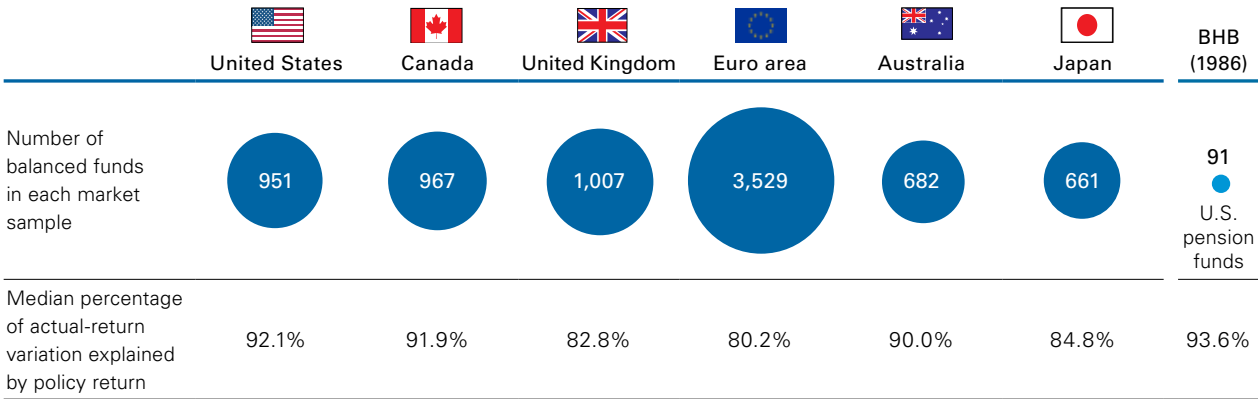 United States Canada United Kingdom Euro area Australia Japan BHB
(1986)
Number of
balanced funds
in each market
sample
951 967 1,007 3,529 682 661 91
U.S.
pension
funds
Median percentage
of actual-return
variation explained
by policy return
92.1% 91.9% 82.8% 80.2% 90.0% 84.8% 93.6%